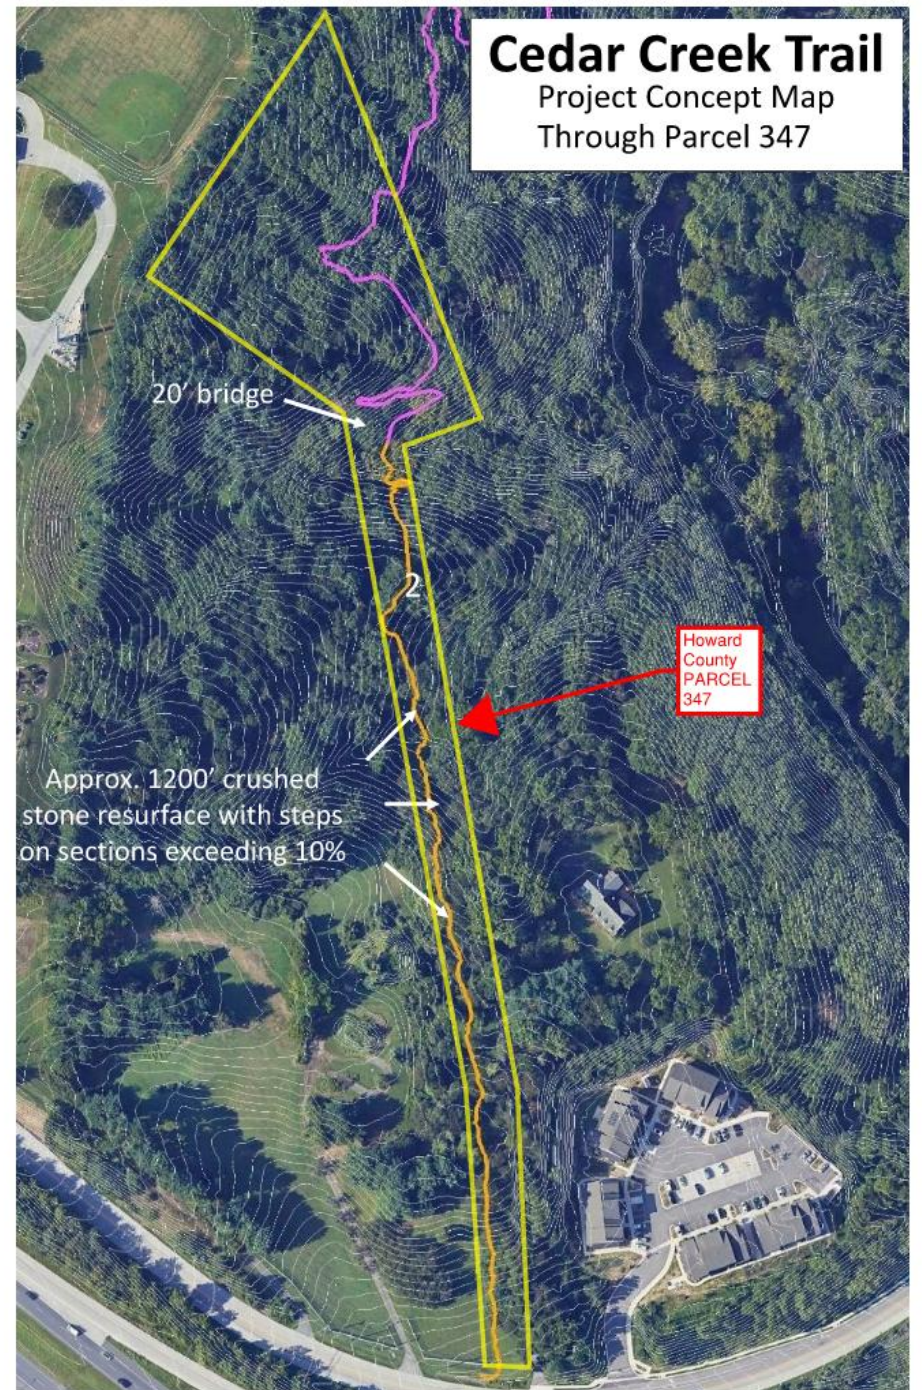 Cedar Creek Trail
Project Concept Map
Through Parcel 347
20’ bridge
2
Howard
County
PARCEL
347
Approx. 1200’ crushed
stone resurface with steps
on sections exceeding 10%